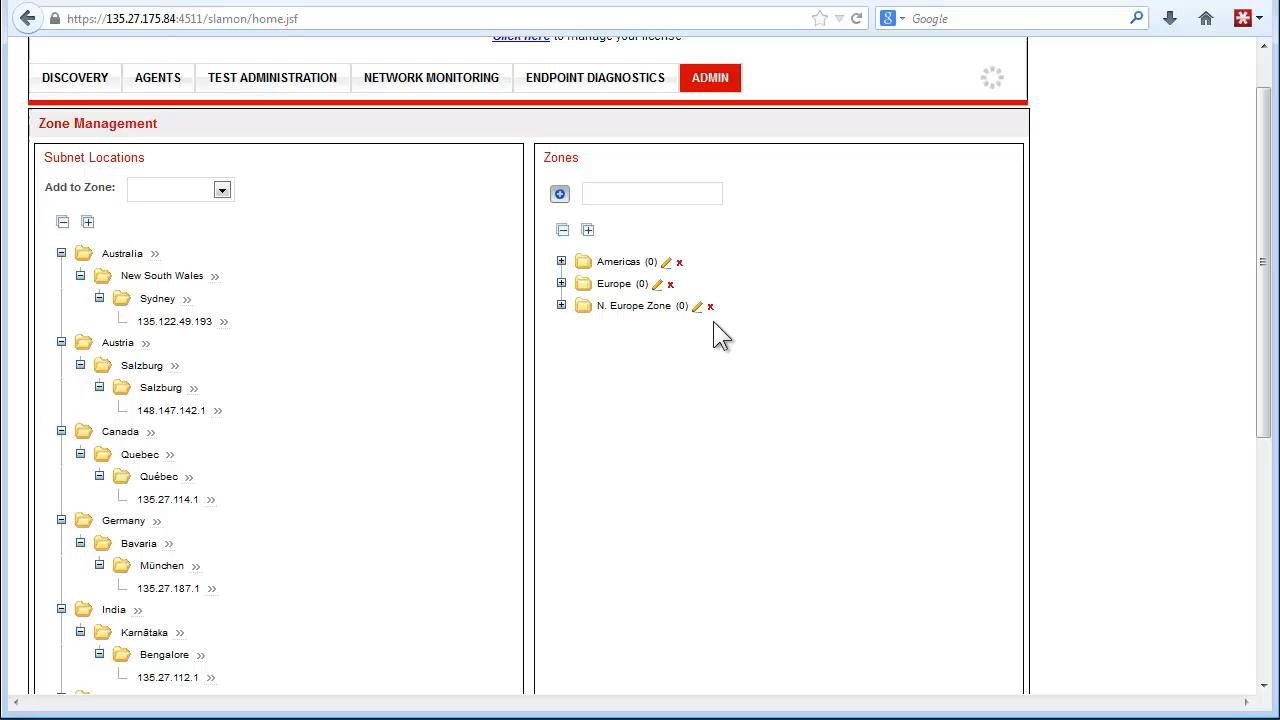 https://135.27.175.84:4511/slamon/home.jsf
Google
Click here to manage your license
DISCOVERY AGENTS TEST ADMINISTRATION NETWORK MONITORING ENDPOINT DIAGNOSTICS ADMIN
Zone Management
Subnet Locations
Add to Zone:
Australia »
New South Wales »
Sydney »
135.122.49.193 »
Austria »
Salzburg »
Salzburg »
148.147.142.1 »
Canada »
Quebec »
Québec »
135.27.114.1 »
Germany »
Bavaria »
München »
135.27.187.1 »
India »
Karnātaka »
Bengalore »
135.27.112.1 »
Zones
Americas (0)
Europe (0)
N. Europe Zone (0)